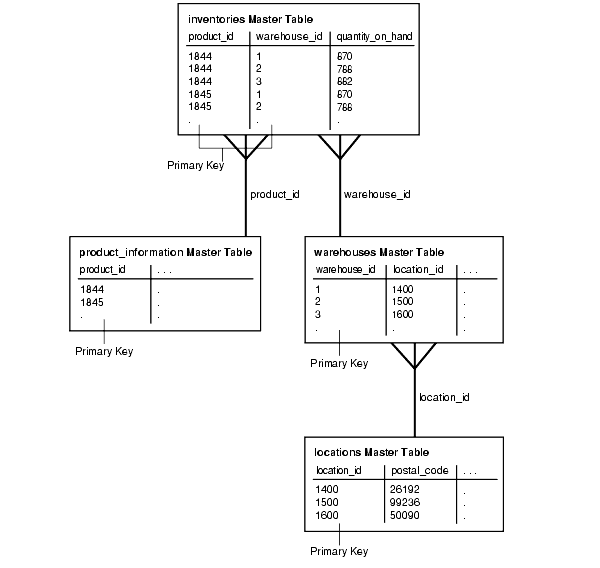 inventories Master Table
product_id warehouse_id quantity_on_hand
1844 1 670
1844 2 766
1844 3 662
1845 1 670
1845 2 766
. . .
Primary Key
product_id warehouse_id
product_information Master Table
product_id . . .
1844 .
1845 .
. .
Primary Key
warehouses Master Table
warehouse_id location_id . . .
1 1400 .
2 1500 .
3 1600 .
. . .
Primary Key
location_id
locations Master Table
location_id postal_code . . .
1400 26192 .
1500 99236 .
1600 50090 .
Primary Key